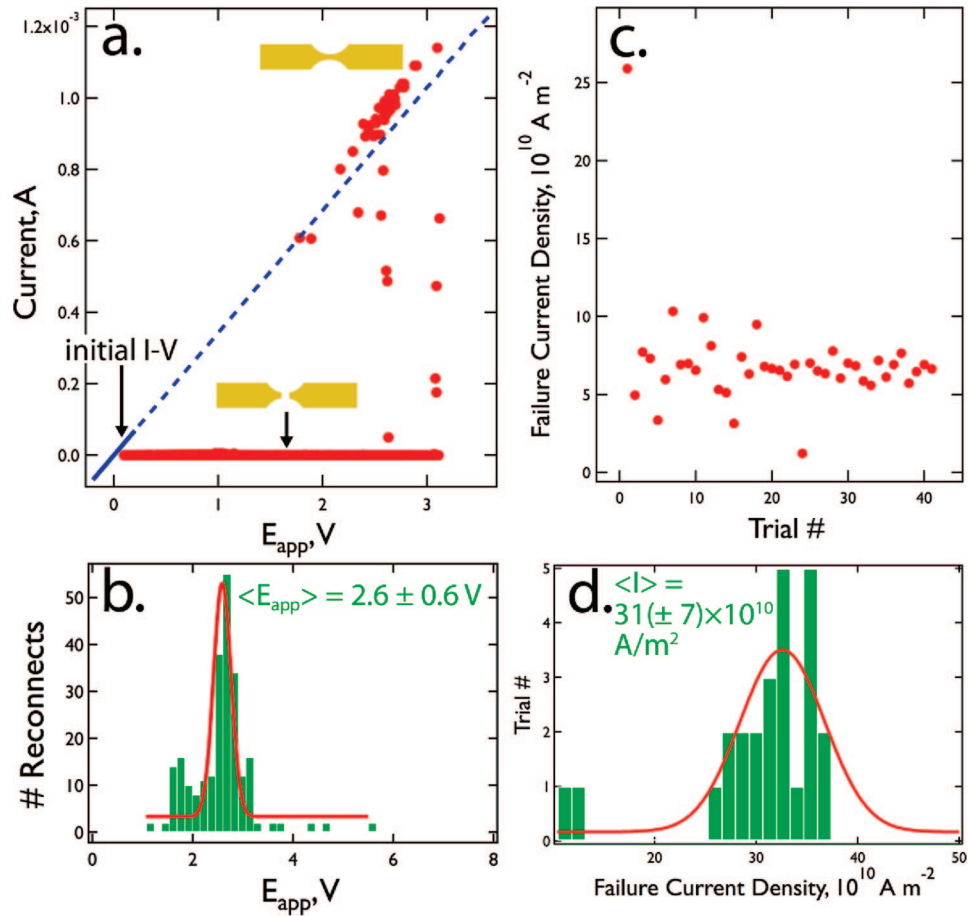 a.
1.2x10⁻³
1.0
0.8
0.6
0.4
0.2
0.0
Current, A
initial I-V
0
1
2
3
E_app, V
c.
25
20
15
10
5
0
Failure Current Density, 10¹⁰ A m⁻²
0
10
20
30
40
Trial #
b.
<E_app> = 2.6 ± 0.6 V
50
40
30
20
10
0
# Reconnects
0
2
4
6
8
E_app, V
d.
<I> =
31(± 7)×10¹⁰
A/m²
5
4
3
2
1
0
Trial #
20
30
40
50
Failure Current Density, 10¹⁰ A m⁻²